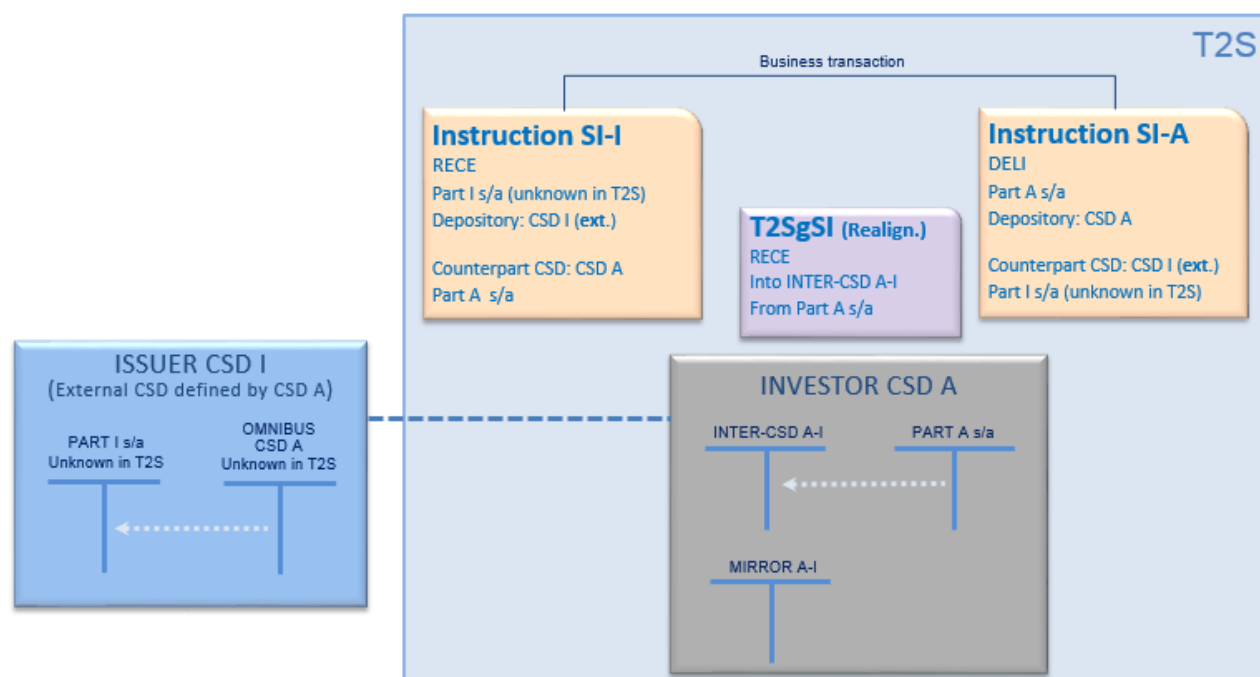 T2S
Business transaction
Instruction SI-I
RECE
Part I s/a (unknown in T2S)
Depository: CSD I (ext.)
Counterpart CSD: CSD A
Part A s/a
T2SgSI (Realign.)
RECE
Into INTER-CSD A-I
From Part A s/a
Instruction SI-A
DELI
Part A s/a
Depository: CSD A
Counterpart CSD: CSD I (ext.)
Part I s/a (unknown in T2S)
ISSUER CSD I
(External CSD defined by CSD A)
PART I s/a
Unknown in T2S
OMNIBUS
CSD A
Unknown in T2S
INVESTOR CSD A
INTER-CSD A-I
PART A s/a
MIRROR A-I